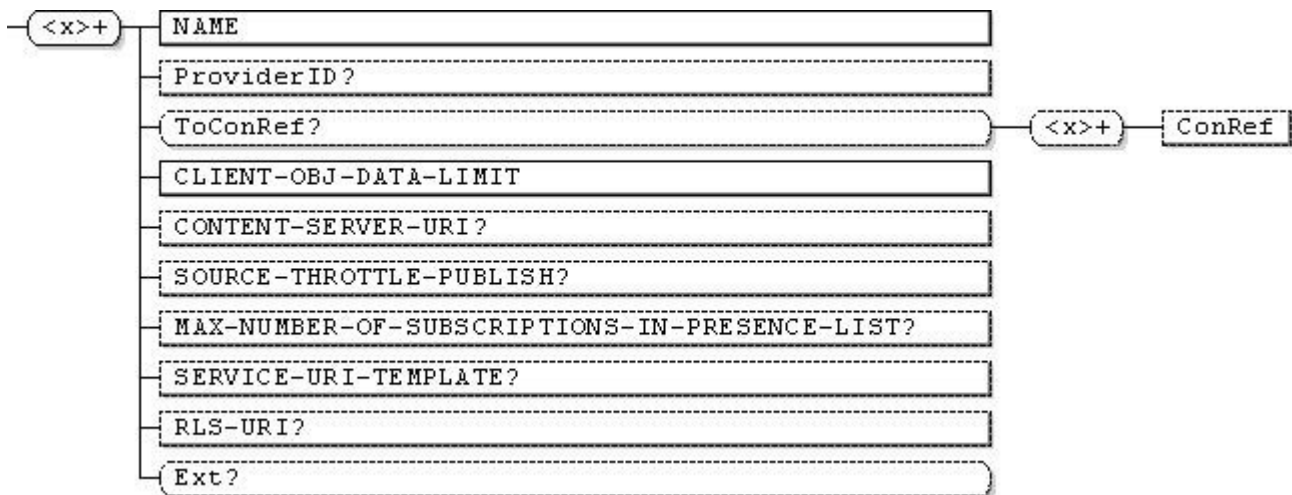 <x>+
NAME
ProviderID?
ToConRef? <x>+ ConRef
CLIENT-OBJ-DATA-LIMIT
CONTENT-SERVER-URI?
SOURCE-THROTTLE-PUBLISH?
MAX-NUMBER-OF-SUBSCRIPTIONS-IN-PRESENCE-LIST?
SERVICE-URI-TEMPLATE?
RLS-URI?
Ext?